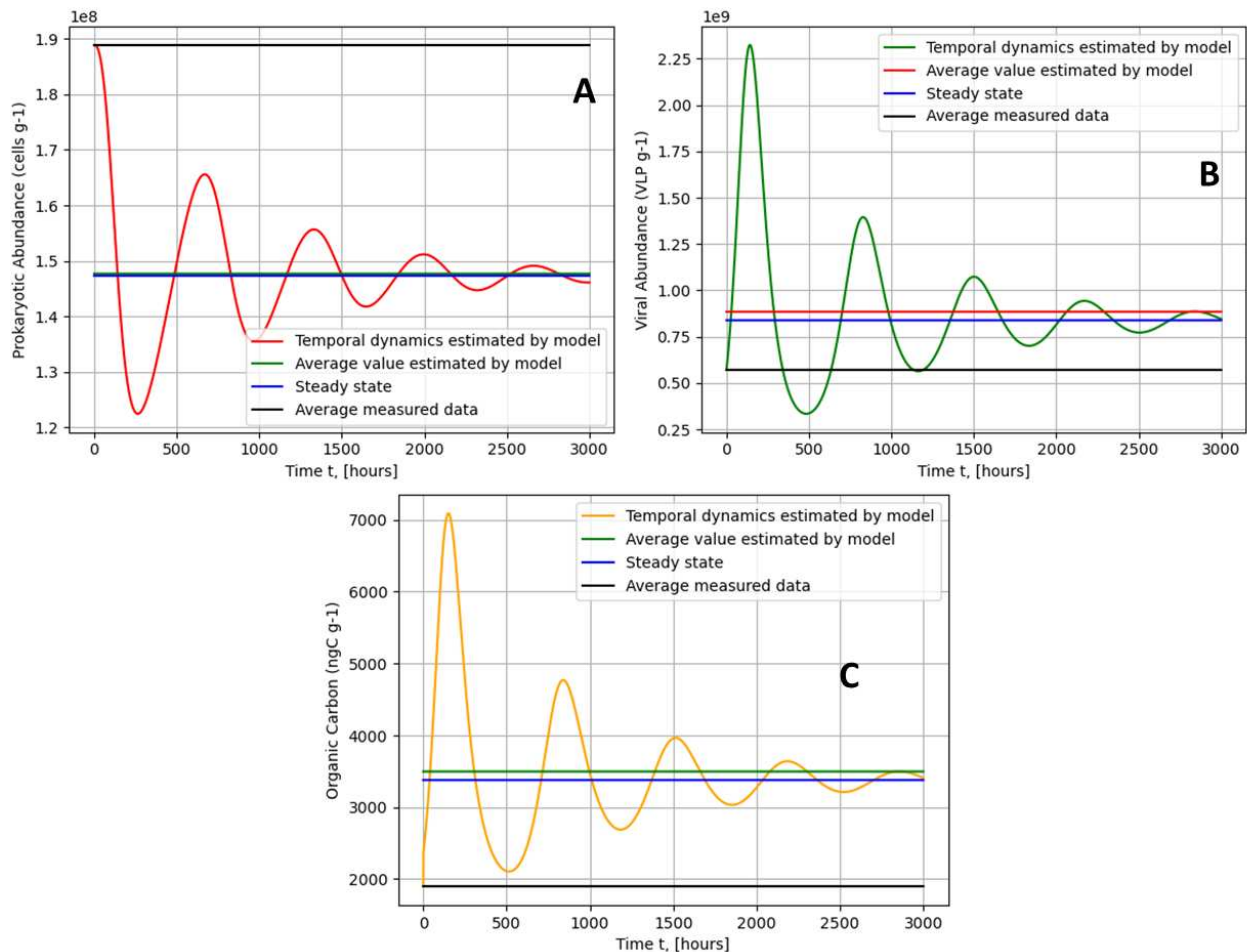 1e8
A
Prokaryotic Abundance (cells g-1)
1.9
1.8
1.7
1.6
1.5
1.4
1.3
1.2
Temporal dynamics estimated by model
Average value estimated by model
Steady state
Average measured data
0 500 1000 1500 2000 2500 3000
Time t, [hours]
1e9
B
Viral Abundance (VLP g-1)
2.25
2.00
1.75
1.50
1.25
1.00
0.75
0.50
0.25
Temporal dynamics estimated by model
Average value estimated by model
Steady state
Average measured data
0 500 1000 1500 2000 2500 3000
Time t, [hours]
C
Organic Carbon (ngC g-1)
7000
6000
5000
4000
3000
2000
Temporal dynamics estimated by model
Average value estimated by model
Steady state
Average measured data
0 500 1000 1500 2000 2500 3000
Time t, [hours]